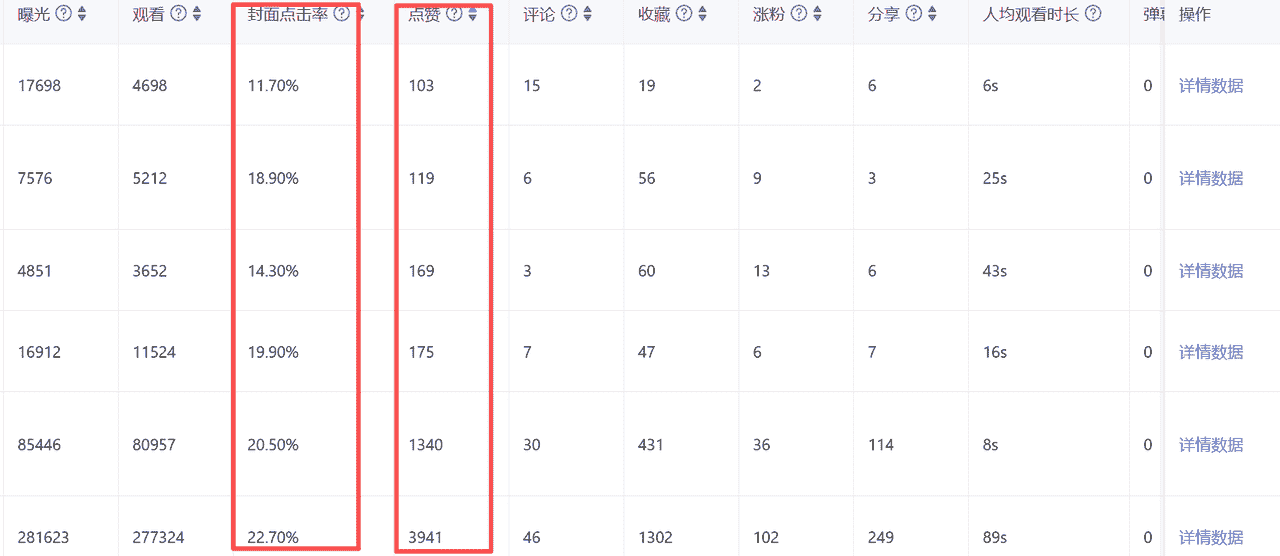 曝光 观看 封面点击率 点赞 评论 收藏 涨粉 分享 人均观看时长 弹 操作
17698 4698 11.70% 103 15 19 2 6 6s 0 详情数据
7576 5212 18.90% 119 6 56 9 3 25s 0 详情数据
4851 3652 14.30% 169 3 60 13 6 43s 0 详情数据
16912 11524 19.90% 175 7 47 6 7 16s 0 详情数据
85446 80957 20.50% 1340 30 431 36 114 8s 0 详情数据
281623 277324 22.70% 3941 46 1302 102 249 89s 0 详情数据